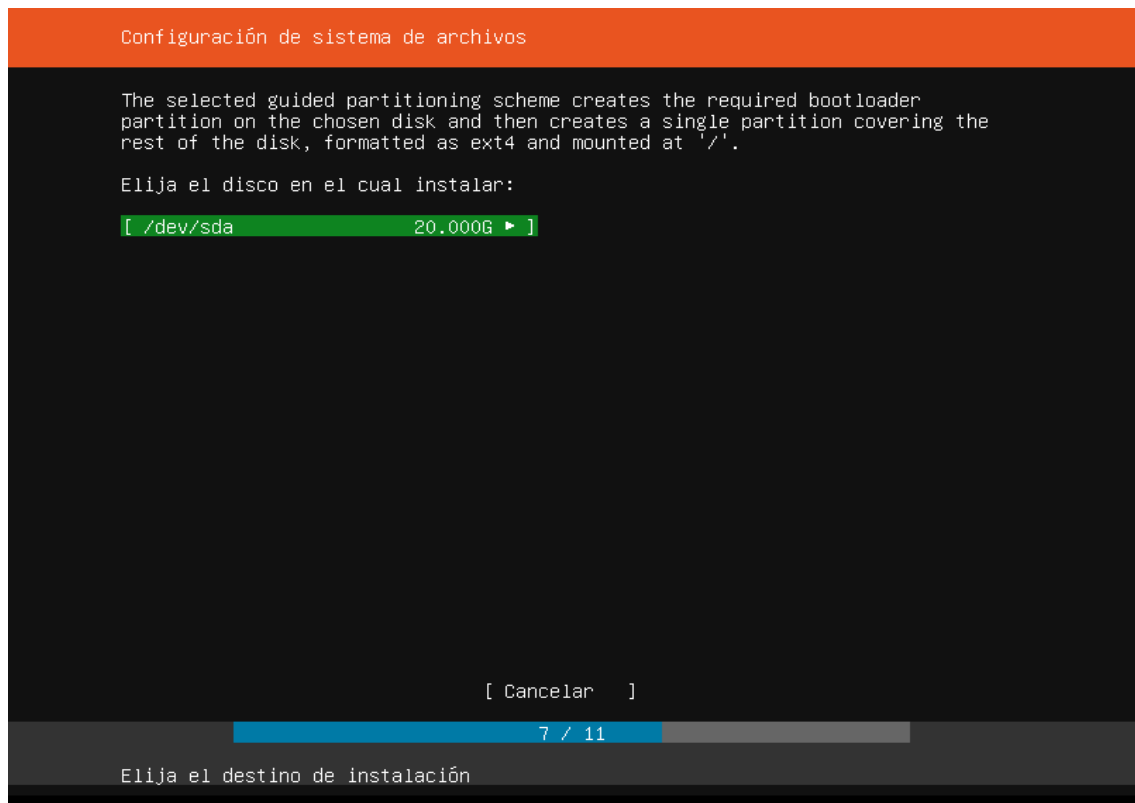 Configuración de sistema de archivos
The selected guided partitioning scheme creates the required bootloader
partition on the chosen disk and then creates a single partition covering the
rest of the disk, formatted as ext4 and mounted at '/'.
Elija el disco en el cual instalar:
[ /dev/sda 20.000G ► ]
[ Cancelar ]
7 / 11
Elija el destino de instalación